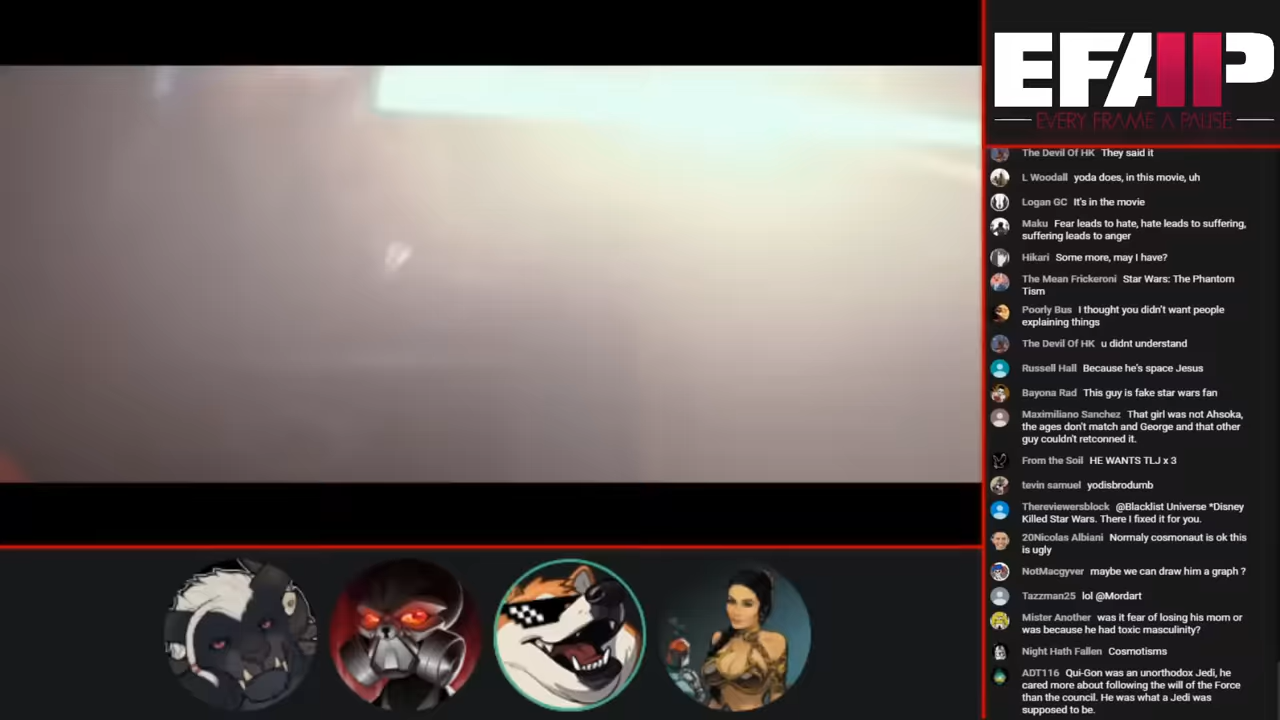 EFAP
EVERY FRAME A PAUSE
The Devil Of HK They said it
L Woodall yoda does, in this movie, uh
Logan GC It's in the movie
Maku Fear leads to hate, hate leads to suffering,
suffering leads to anger
Hikari Some more, may I have?
The Mean Frickeroni Star Wars: The Phantom
Tism
Poorly Bus I thought you didn't want people
explaining things
The Devil Of HK u didnt understand
Russell Hall Because he's space Jesus
Bayona Rad This guy is fake star wars fan
Maximiliano Sanchez That girl was not Ahsoka,
the ages don't match and George and that other
guy couldn't retconned it.
From the Soil HE WANTS TLJ x 3
tevin samuel yodisbrodumb
Thereviewersblock @Blacklist Universe *Disney
Killed Star Wars. There I fixed it for you.
20Nicolas Albiani Normaly cosmonaut is ok this
is ugly
NotMacgyver maybe we can draw him a graph ?
Tazzman25 lol @Mordart
Mister Another was it fear of losing his mom or
was because he had toxic masculinity?
Night Hath Fallen Cosmotisms
ADT116 Qui-Gon was an unorthodox Jedi, he
cared more about following the will of the Force
than the council. He was what a Jedi was
supposed to be.